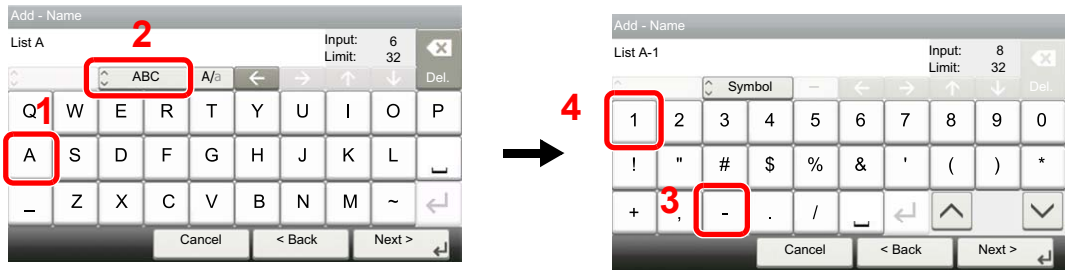 Add - Name
List A
2
Input: 6
Limit: 32
ABC A/a ← → ↑ ↓ Del.
1
Q W E R T Y U I O P
A S D F G H J K L ␣
_ Z X C V B N M ~
Cancel < Back Next >
Add - Name
List A-1
Input: 8
Limit: 32
Symbol - ← → ↑ ↓ Del.
4
1 2 3 4 5 6 7 8 9 0
! " # $ % & ' ( ) *
3
+ , - . / ␣
Cancel < Back Next >